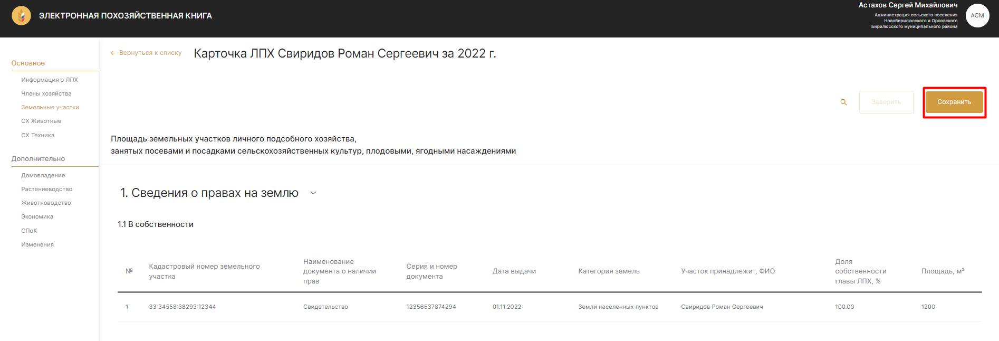 ЭЛЕКТРОННАЯ ПОХОЗЯЙСТВЕННАЯ КНИГА
Астахов Сергей Михайлович
Администрация сельского поселения
Новобирилюсского и Орловского
Бирилюсского муниципального района
АСМ
Основное
Информация о ЛПХ
Члены хозяйства
Земельные участки
СХ Животные
СХ Техника
Дополнительно
Домовладение
Растениеводство
Животноводство
Экономика
СПоК
Изменения
← Вернуться к списку
Карточка ЛПХ Свиридов Роман Сергеевич за 2022 г.
Заверить
Сохранить
Площадь земельных участков личного подсобного хозяйства,
занятых посевами и посадками сельскохозяйственных культур, плодовыми, ягодными насаждениями
1. Сведения о правах на землю
1.1 В собственности
№
Кадастровый номер земельного
участка
Наименование
документа о наличии
прав
Серия и номер
документа
Дата выдачи
Категория земель
Участок принадлежит, ФИО
Доля
собственности
главы ЛПХ, %
Площадь, м²
1 33:34558:38293:12344 Свидетельство 12356537874294 01.11.2022 Земли населенных пунктов Свиридов Роман Сергеевич 100.00 1200